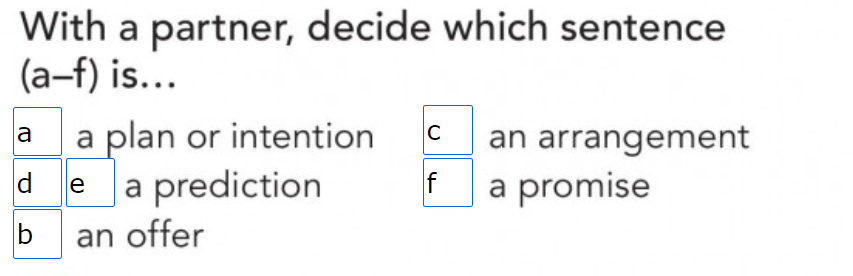 With a partner, decide which sentence
(a–f) is...
a a plan or intention c an arrangement
d e a prediction f a promise
b an offer